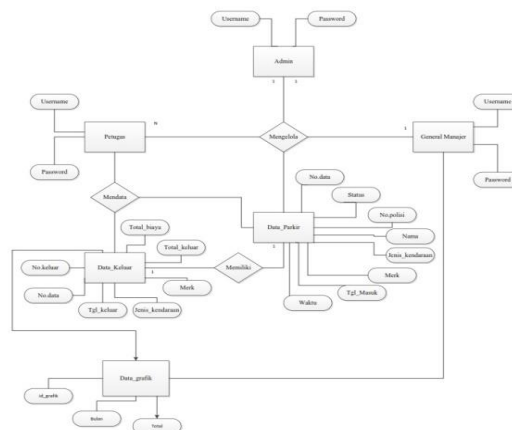 Username
Password
Admin
1
1
Username
Petugas
N
Mengelola
1
General Manajer
Username
Password
Password
Mendata
No.data
Status
Data_Parkir
No.polisi
Nama
Jenis_kendaraan
Merk
Tgl_Masuk
Waktu
1
Total_biaya
Total_keluar
No.keluar
Data_Keluar
1
Memiliki
No.data
Merk
Tgl_keluar
Jenis_kendaraan
Data_grafik
id_grafik
Bulan
Total